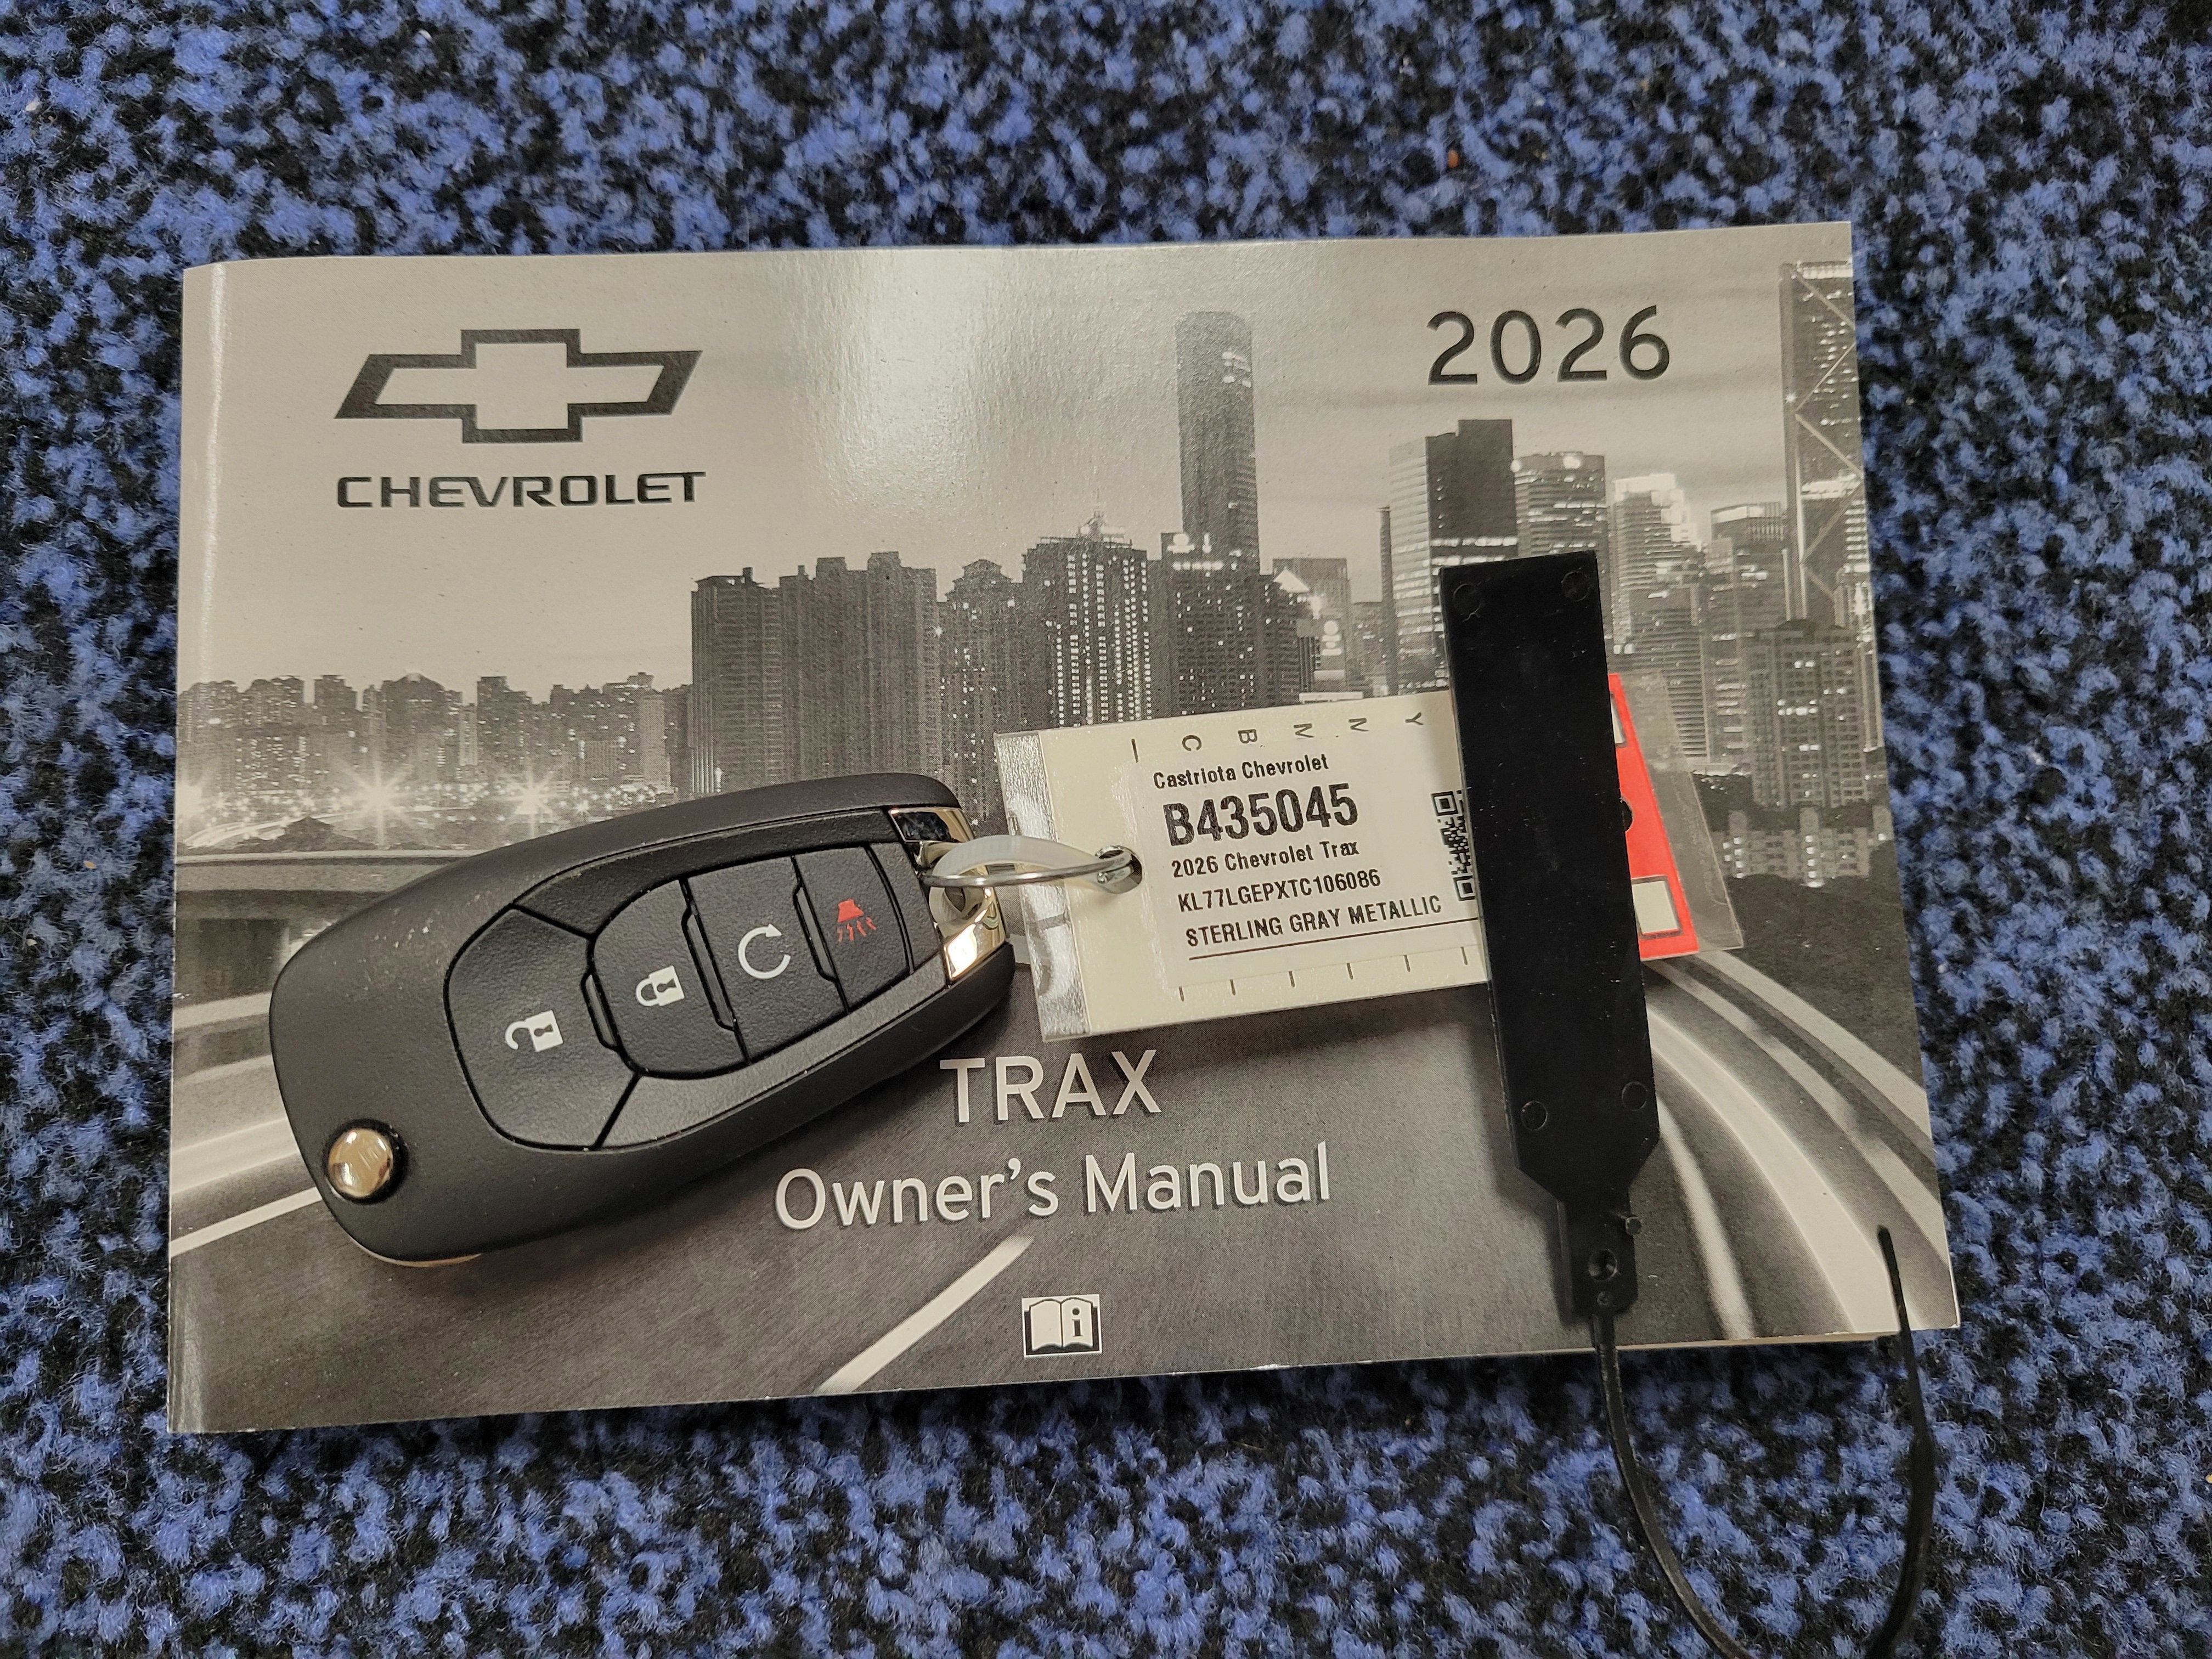 CHEVROLET
2026
Y N M B C
Castriota Chevrolet
B435045
2026 Chevrolet Trax
KL77LGEPXTC106086
STERLING GRAY METALLIC
TRAX
Owner's Manual
i